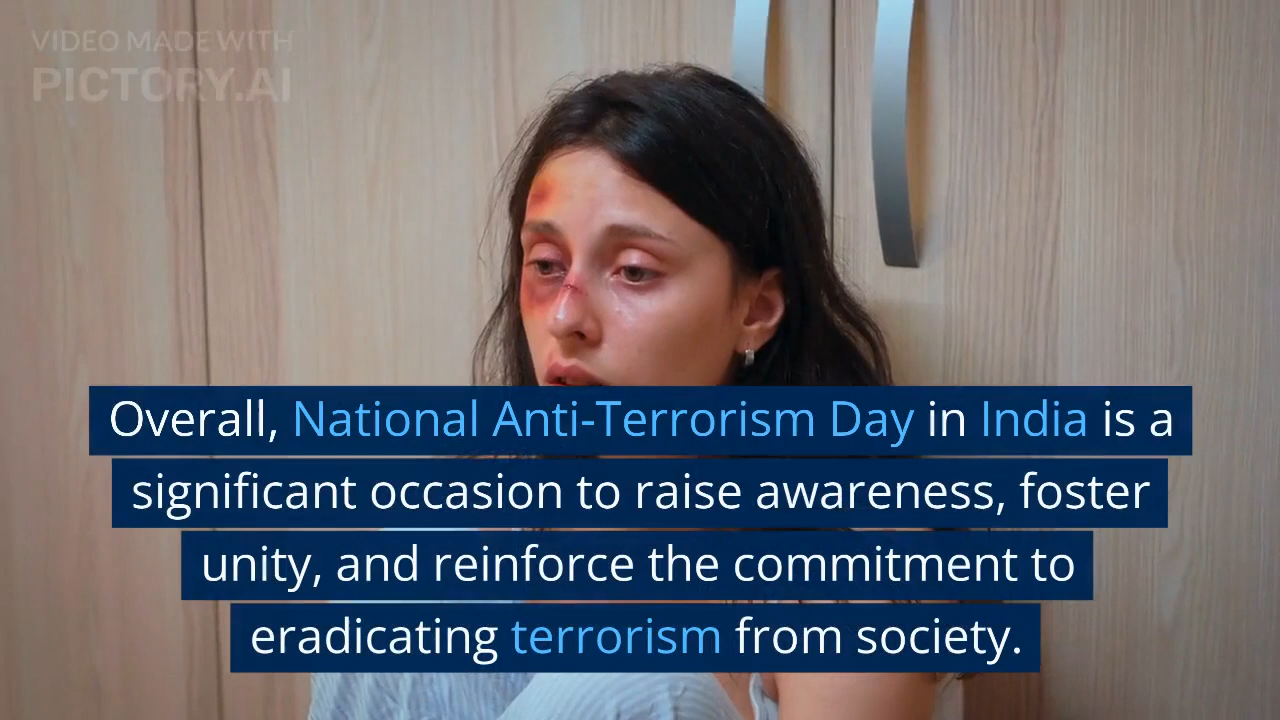 VIDEO MADE WITH
PICTORY.AI
Overall, National Anti-Terrorism Day in India is a
significant occasion to raise awareness, foster
unity, and reinforce the commitment to
eradicating terrorism from society.